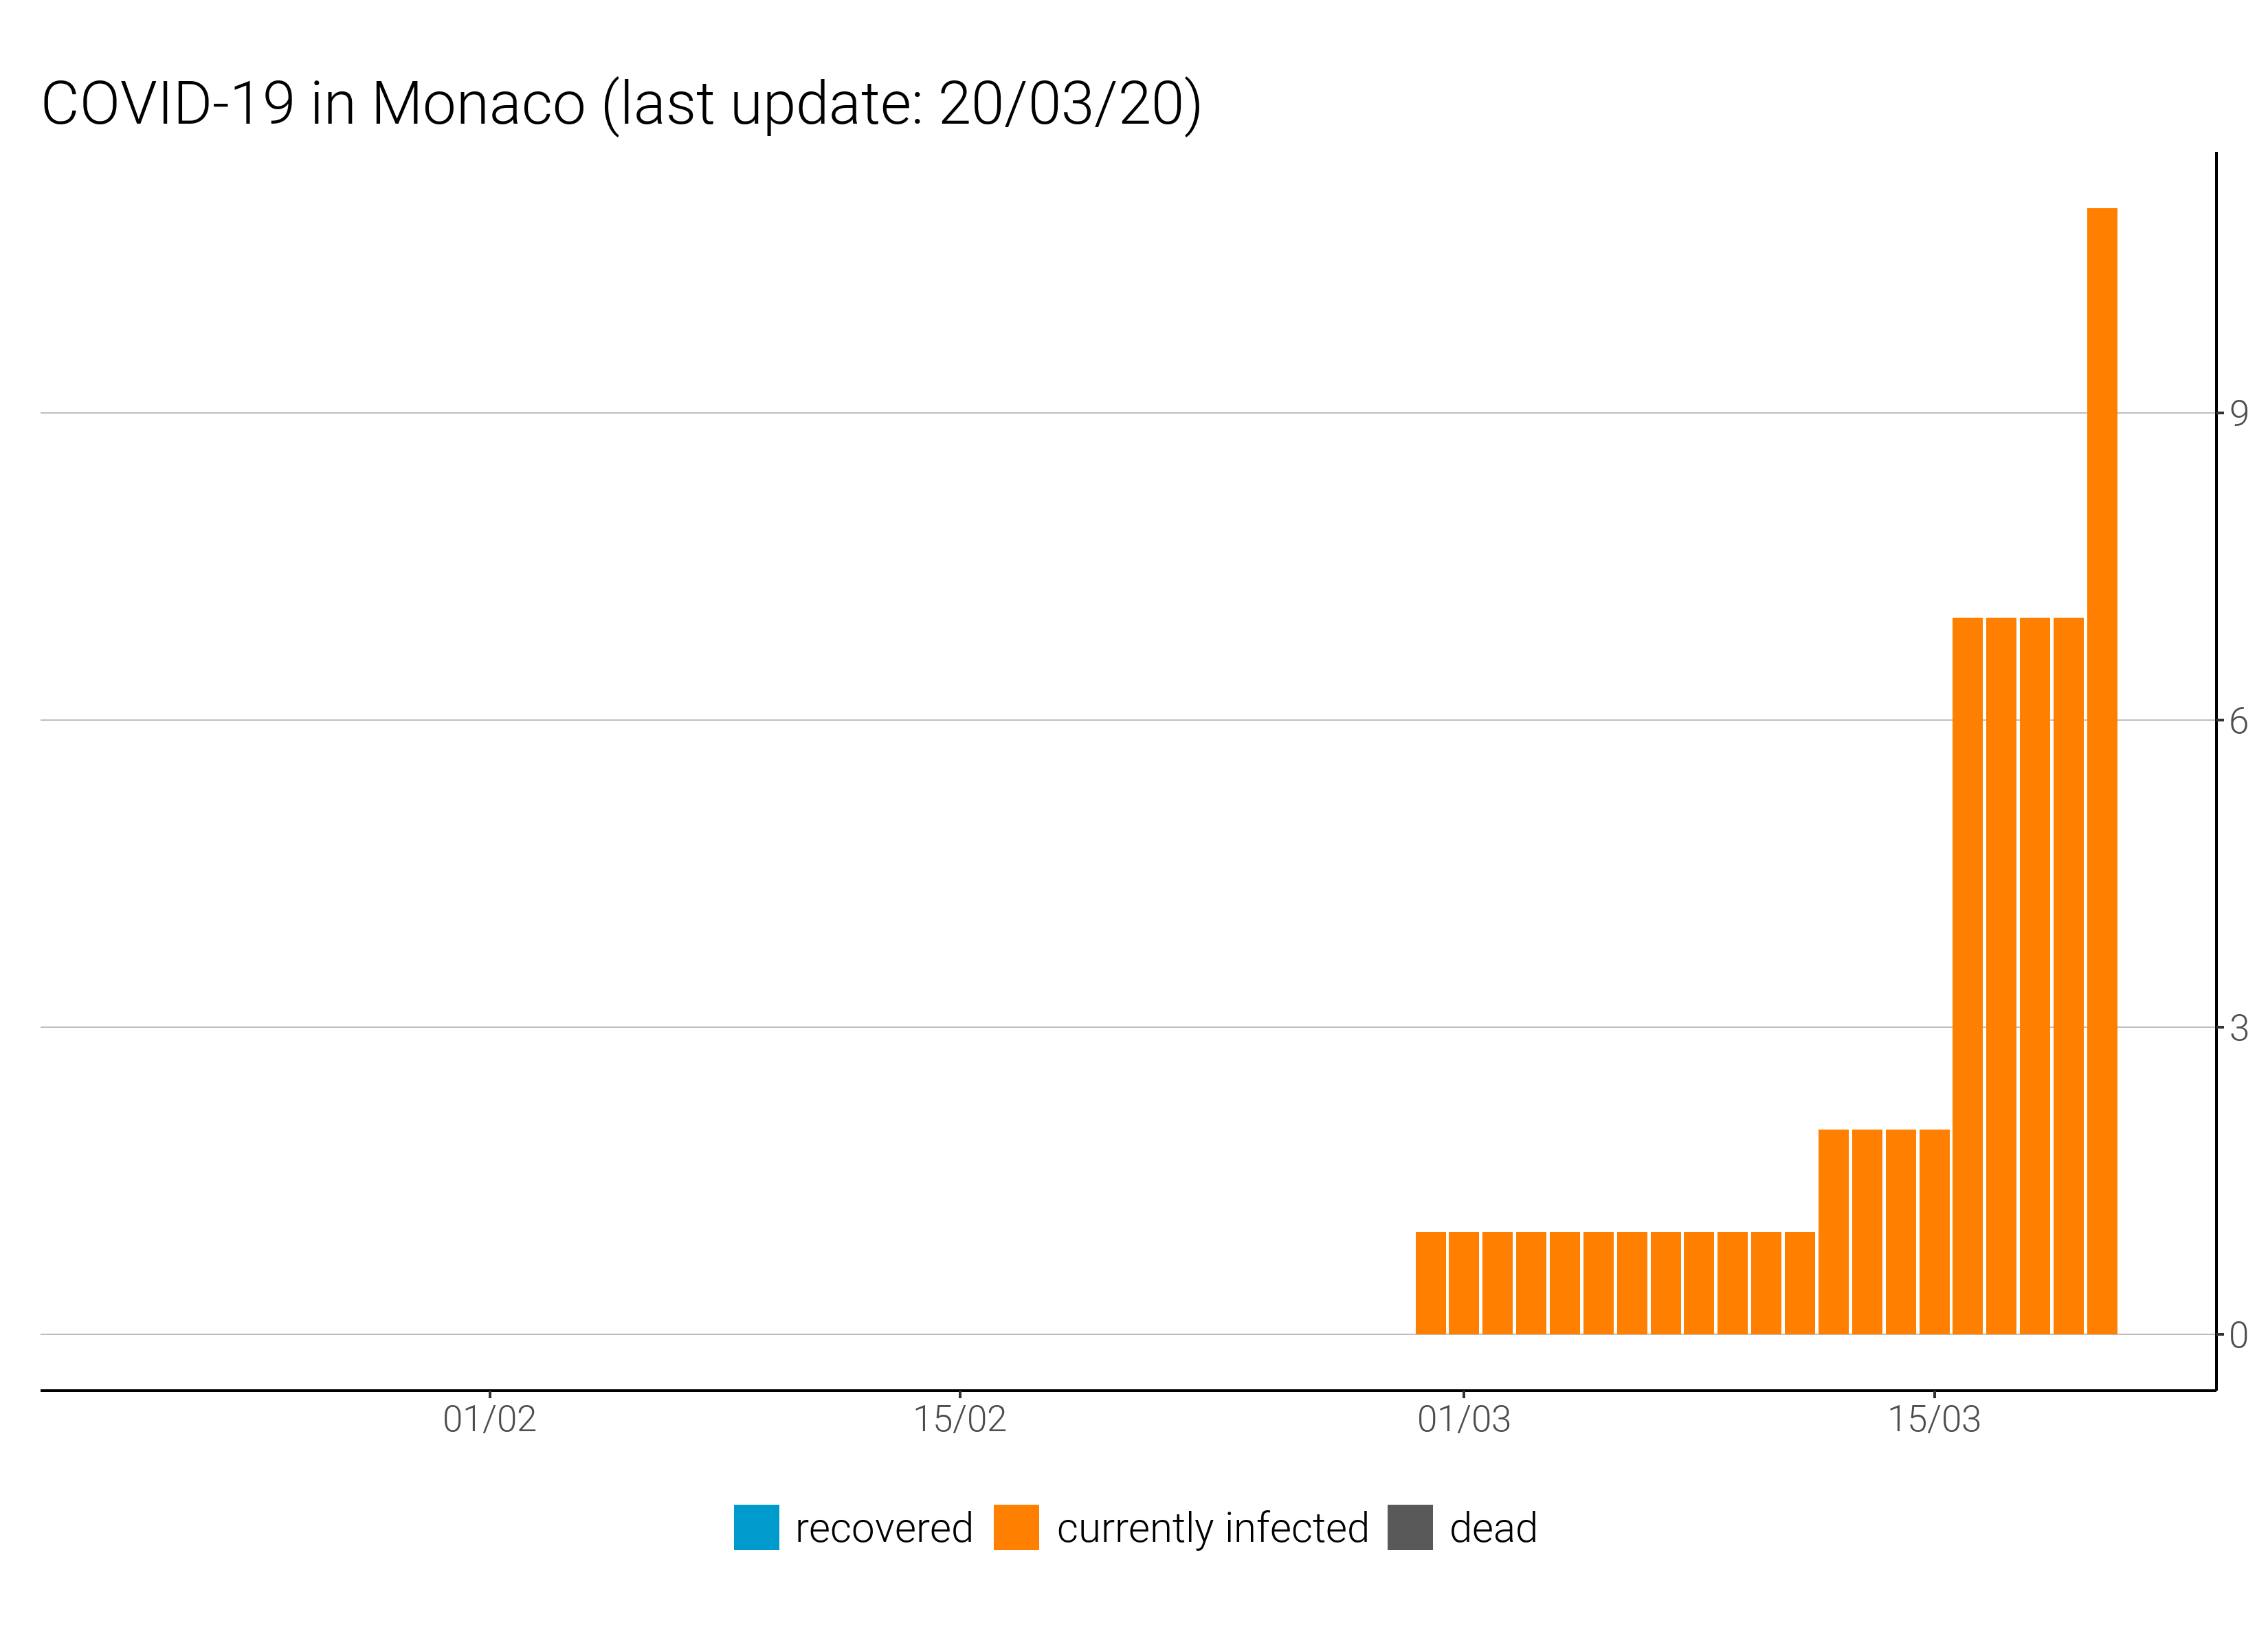 COVID-19 in Monaco (last update: 20/03/20)
9
6
3
0
01/02 15/02 01/03 15/03
recovered currently infected dead